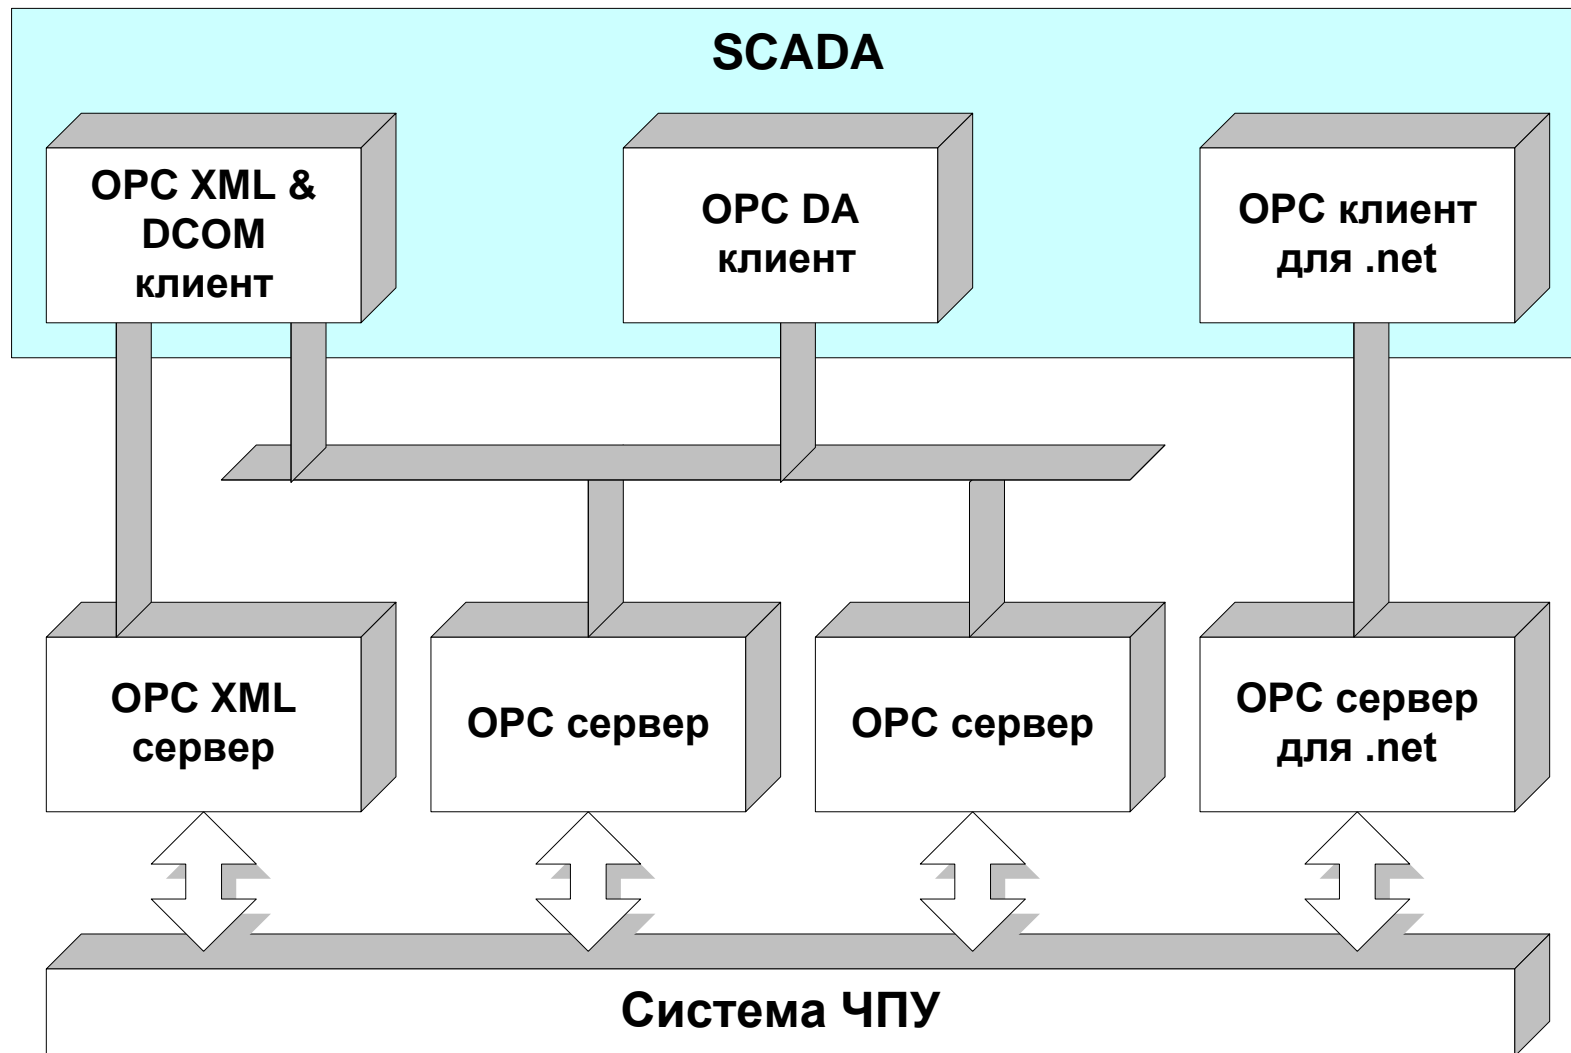 SCADA
OPC XML &
DCOM
клиент
OPC DA
клиент
OPC клиент
для .net
OPC XML
сервер
OPC сервер
OPC сервер
OPC сервер
для .net
Система ЧПУ